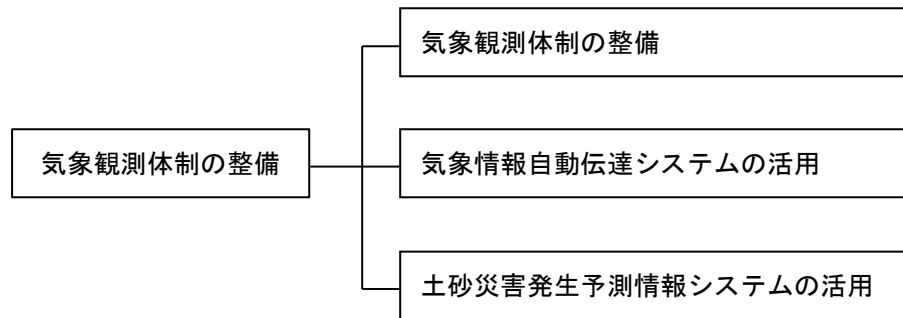 気象観測体制の整備
気象観測体制の整備
気象情報自動伝達システムの活用
土砂災害発生予測情報システムの活用